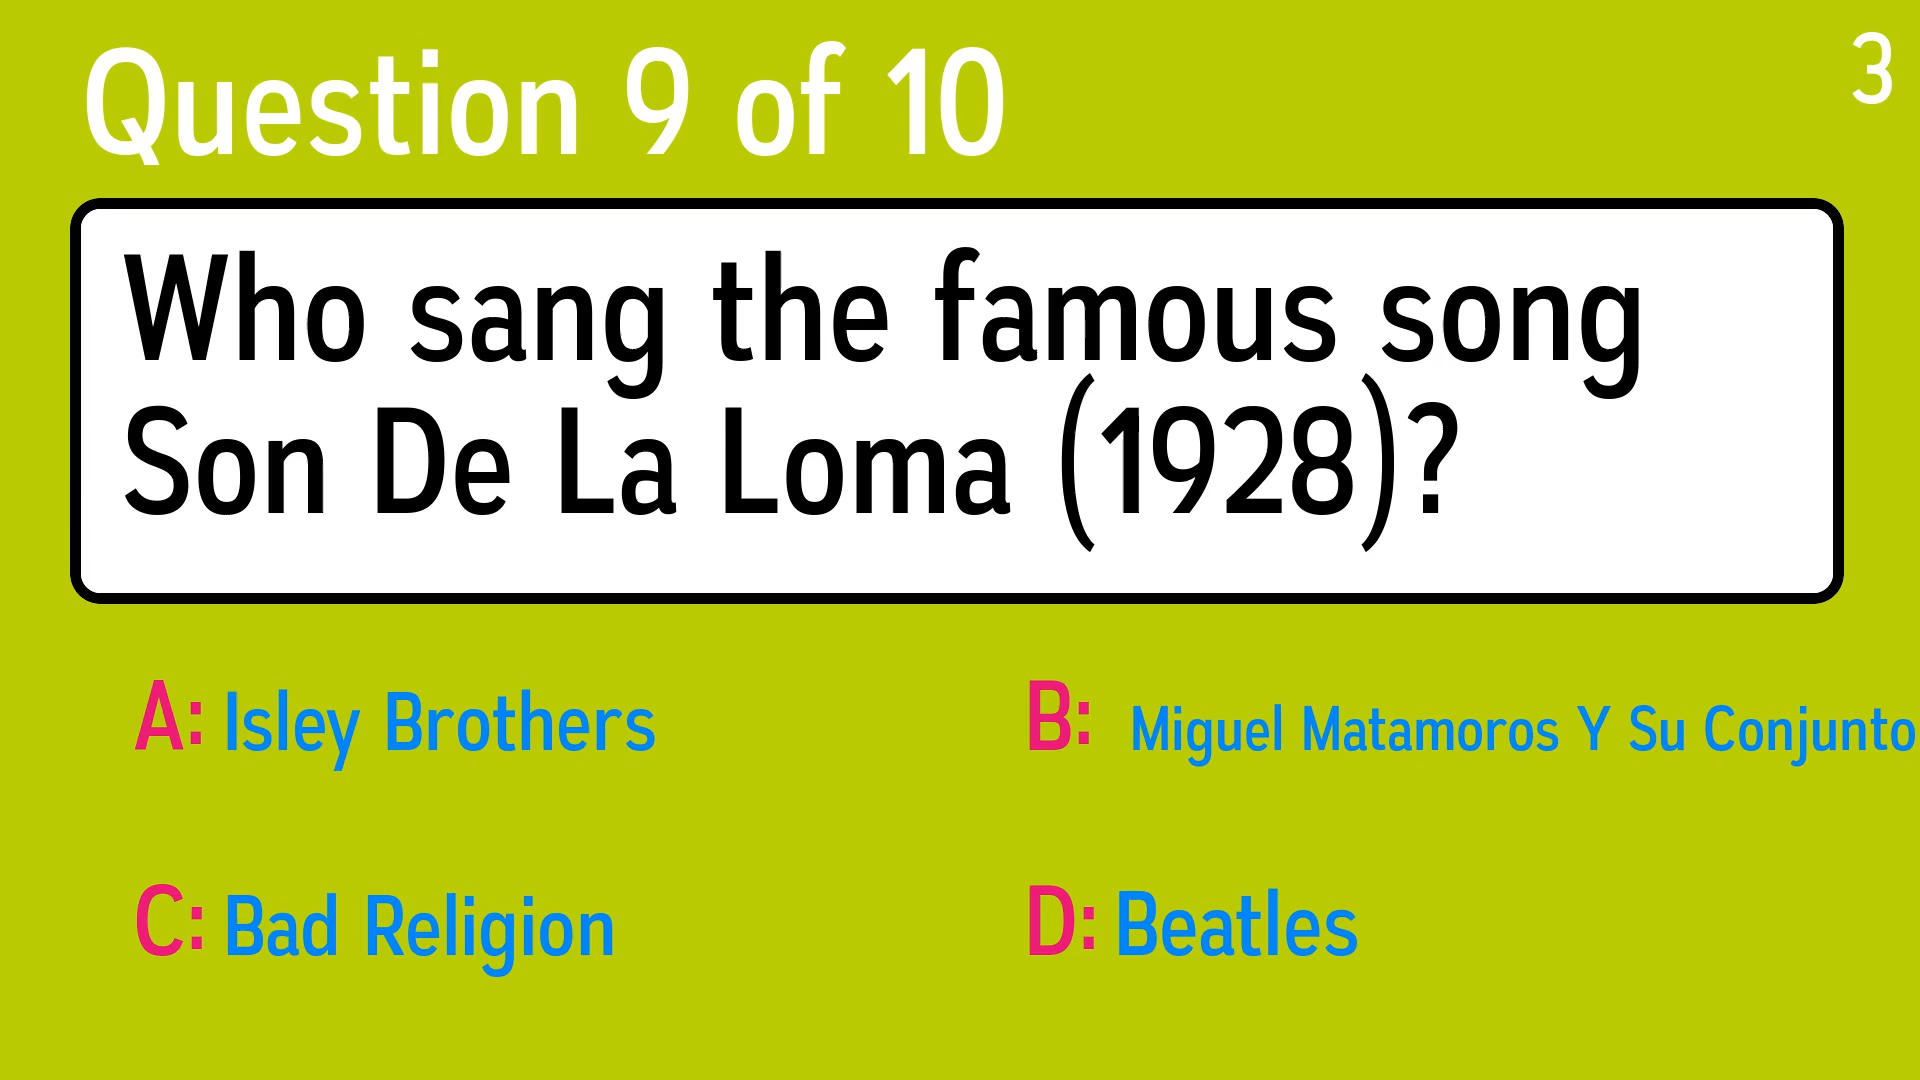 Question 9 of 10
3
Who sang the famous song
Son De La Loma (1928)?
A: Isley Brothers
B: Miguel Matamoros Y Su Conjunto
C: Bad Religion
D: Beatles